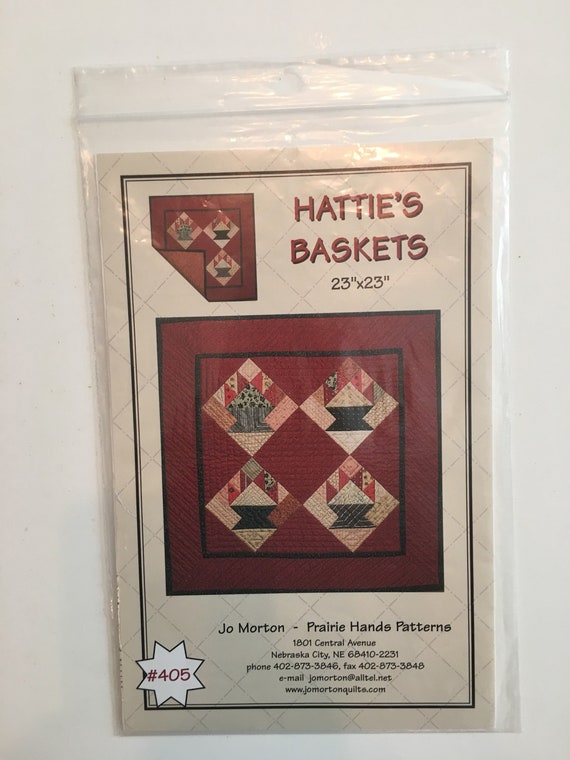 HATTIE'S
BASKETS
23"x23"
Jo Morton - Prairie Hands Patterns
1801 Central Avenue
Nebraska City, NE 68410-2231
phone 402-873-3846, fax 402-873-3848
e-mail jomorton@alltel.net
www.jomortonquilts.com
#405